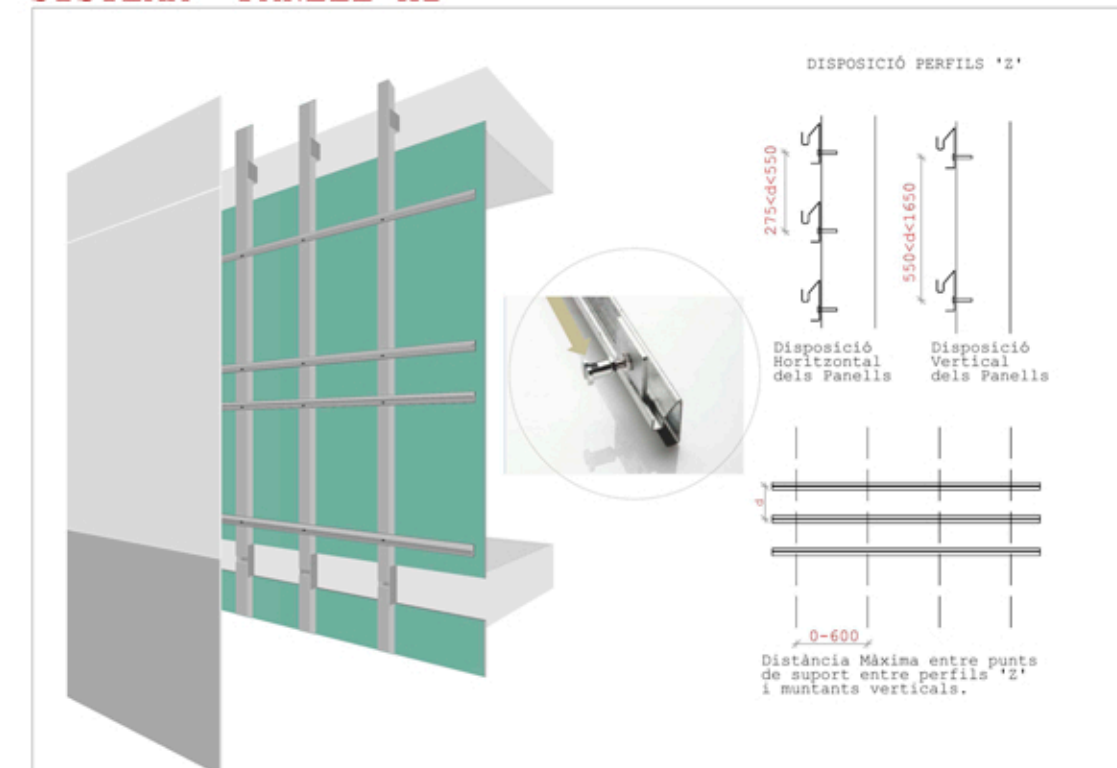 DISPOSICIÓ PERFILS 'Z'
275<d<550
550<d<1650
Disposició
Horitzontal
dels Panells
Disposició
Vertical
dels Panells
d
0-600
Distància Màxima entre punts
de suport entre perfils 'Z'
i muntants verticals.